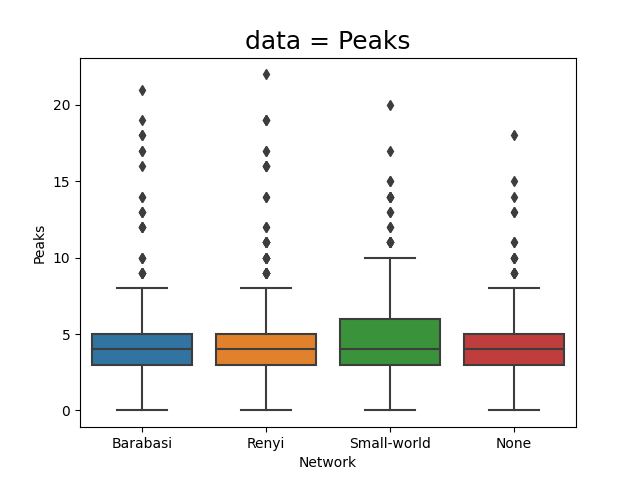 data = Peaks
20
15
10
5
0
Peaks
Barabasi Renyi Small-world None
Network